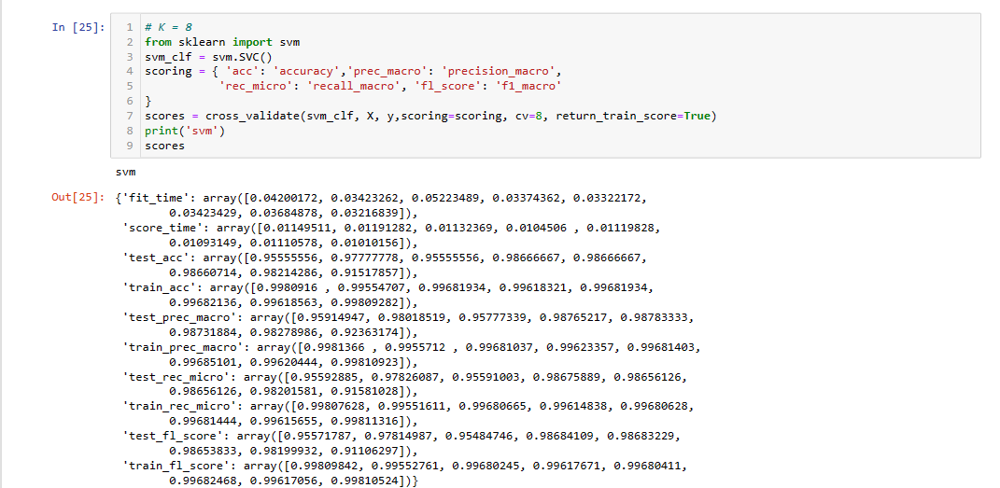 In [25]:
1 # K = 8
2 from sklearn import svm
3 svm_clf = svm.SVC()
4 scoring = { 'acc': 'accuracy','prec_macro': 'precision_macro',
5 'rec_micro': 'recall_macro', 'fl_score': 'f1_macro'
6 }
7 scores = cross_validate(svm_clf, X, y,scoring=scoring, cv=8, return_train_score=True)
8 print('svm')
9 scores
svm
Out[25]: {'fit_time': array([0.04200172, 0.03423262, 0.05223489, 0.03374362, 0.03322172,
0.03423429, 0.03684878, 0.03216839]),
'score_time': array([0.01149511, 0.01191282, 0.01132369, 0.0104506 , 0.01119828,
0.01093149, 0.01110578, 0.01010156]),
'test_acc': array([0.95555556, 0.97777778, 0.95555556, 0.98666667, 0.98666667,
0.98660714, 0.98214286, 0.91517857]),
'train_acc': array([0.9980916 , 0.99554707, 0.99681934, 0.99618321, 0.99681934,
0.99682136, 0.99618563, 0.99809282]),
'test_prec_macro': array([0.95914947, 0.98018519, 0.95777339, 0.98765217, 0.98783333,
0.98731884, 0.98278986, 0.92363174]),
'train_prec_macro': array([0.9981366 , 0.9955712 , 0.99681037, 0.99623357, 0.99681403,
0.99685101, 0.99620444, 0.99810923]),
'test_rec_micro': array([0.95592885, 0.97826087, 0.95591003, 0.98675889, 0.98656126,
0.98656126, 0.98201581, 0.91581028]),
'train_rec_micro': array([0.99807628, 0.99551611, 0.99680665, 0.99614838, 0.99680628,
0.99681444, 0.99615655, 0.99811316]),
'test_fl_score': array([0.95571787, 0.97814987, 0.95484746, 0.98684109, 0.98683229,
0.98653833, 0.98199932, 0.91106297]),
'train_fl_score': array([0.99809842, 0.99552761, 0.99680245, 0.99617671, 0.99680411,
0.99682468, 0.99617056, 0.99810524])}